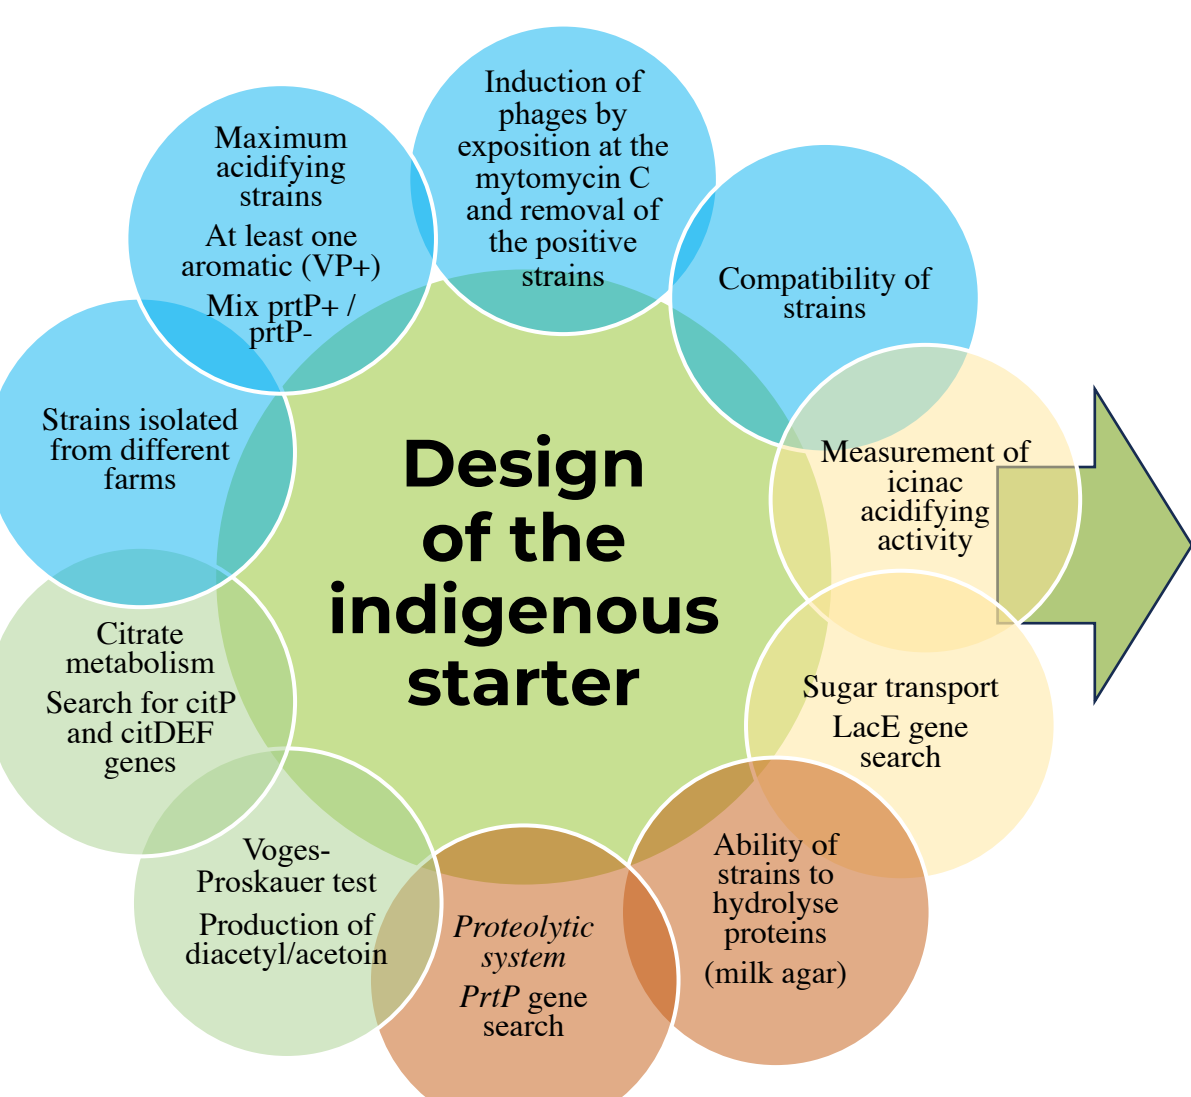 Induction of
phages by
exposition at the
mytomycin C
and removal of
the positive
strains
Compatibility of
strains
Measurement of
icinac
acidifying
activity
Sugar transport
LacE gene
search
Ability of
strains to
hydrolyse
proteins
(milk agar)
Proteolytic
system
PrtP gene
search
Voges-
Proskauer test
Production of
diacetyl/acetoin
Citrate
metabolism
Search for citP
and citDEF
genes
Strains isolated
from different
farms
Maximum
acidifying
strains
At least one
aromatic (VP+)
Mix prtP+ /
prtP-
Design
of the
indigenous
starter